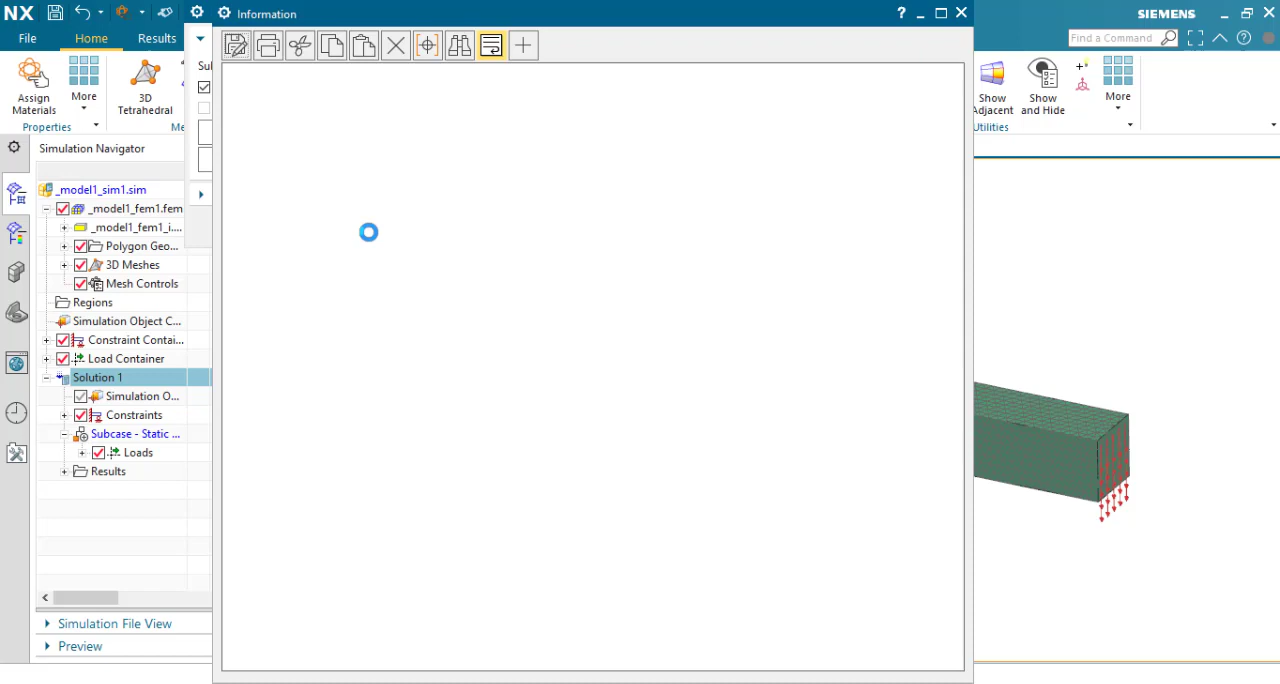 NX
Information
?
SIEMENS
File
Home
Results
Find a Command
Assign
Materials
More
3D
Tetrahedral
Properties
Show
Adjacent
Show
and Hide
More
Utilities
Simulation Navigator
_model1_sim1.sim
_model1_fem1.fem
_model1_fem1_i....
Polygon Geo...
3D Meshes
Mesh Controls
Regions
Simulation Object C...
Constraint Contai...
Load Container
Solution 1
Simulation O...
Constraints
Subcase - Static ...
Loads
Results
Simulation File View
Preview